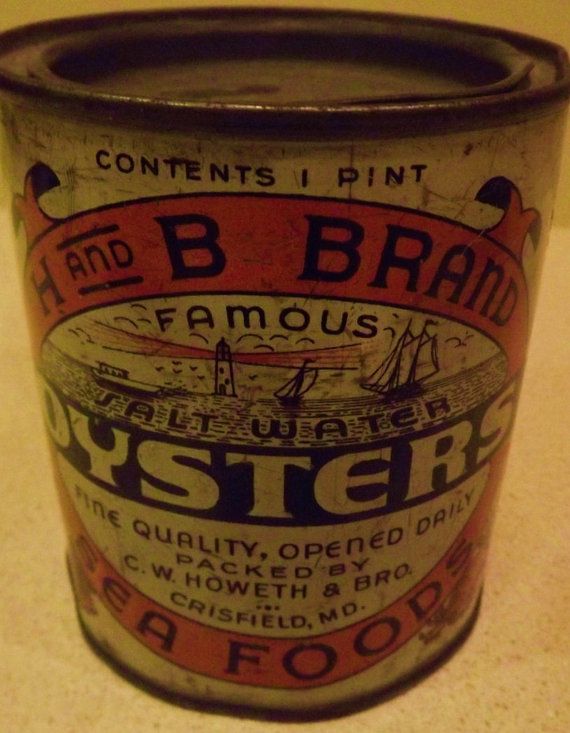 CONTENTS 1 PINT
H AND B BRAND
FAMOUS
SALT WATER
OYSTERS
FINE QUALITY, OPENED DAILY
PACKED BY
C.W. HOWETH & BRO.
CRISFIELD, MD.
SEA FOODS